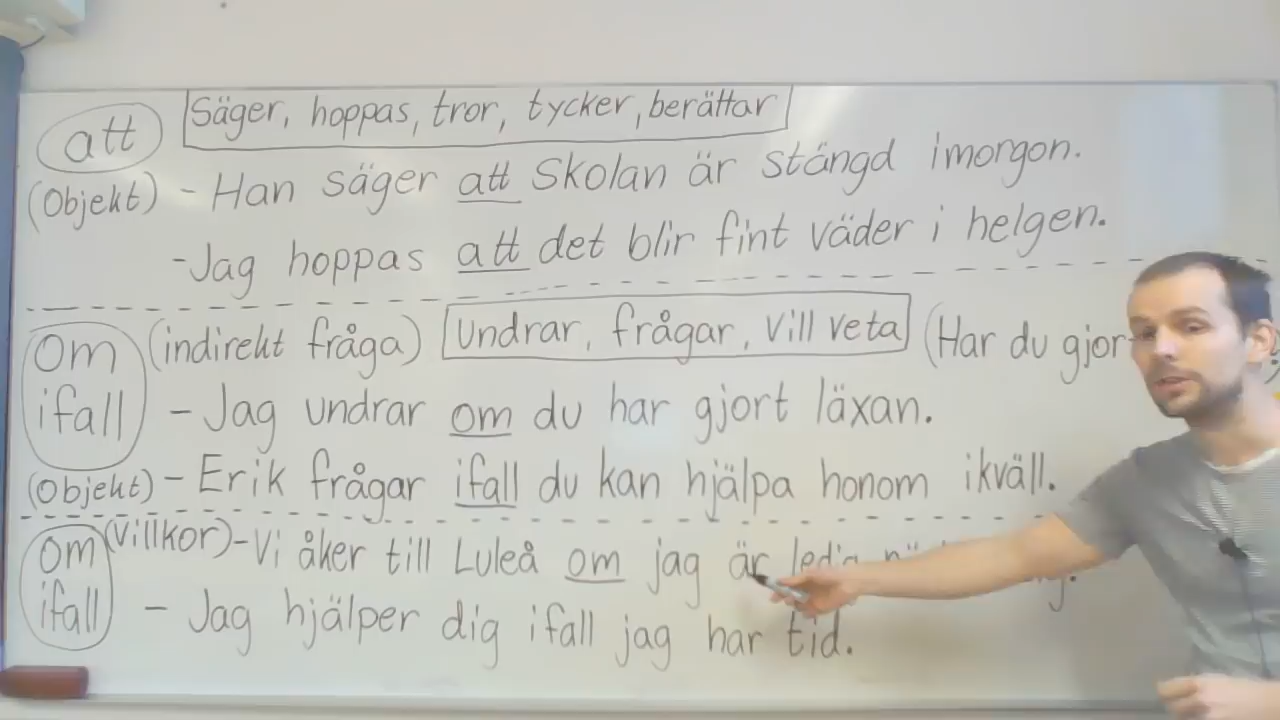 att Säger, hoppas, tror, tycker, berättar
(Objekt) - Han säger att Skolan är stängd imorgon.
- Jag hoppas att det blir fint väder i helgen.
om (indirekt fråga) Undrar, frågar, vill veta (Har du
ifall - Jag undrar om du har gjort läxan.
(Objekt) - Erik frågar ifall du kan hjälpa honom ikväll.
om (villkor) - Vi åker till Luleå om jag är
ifall - Jag hjälper dig ifall jag har tid.